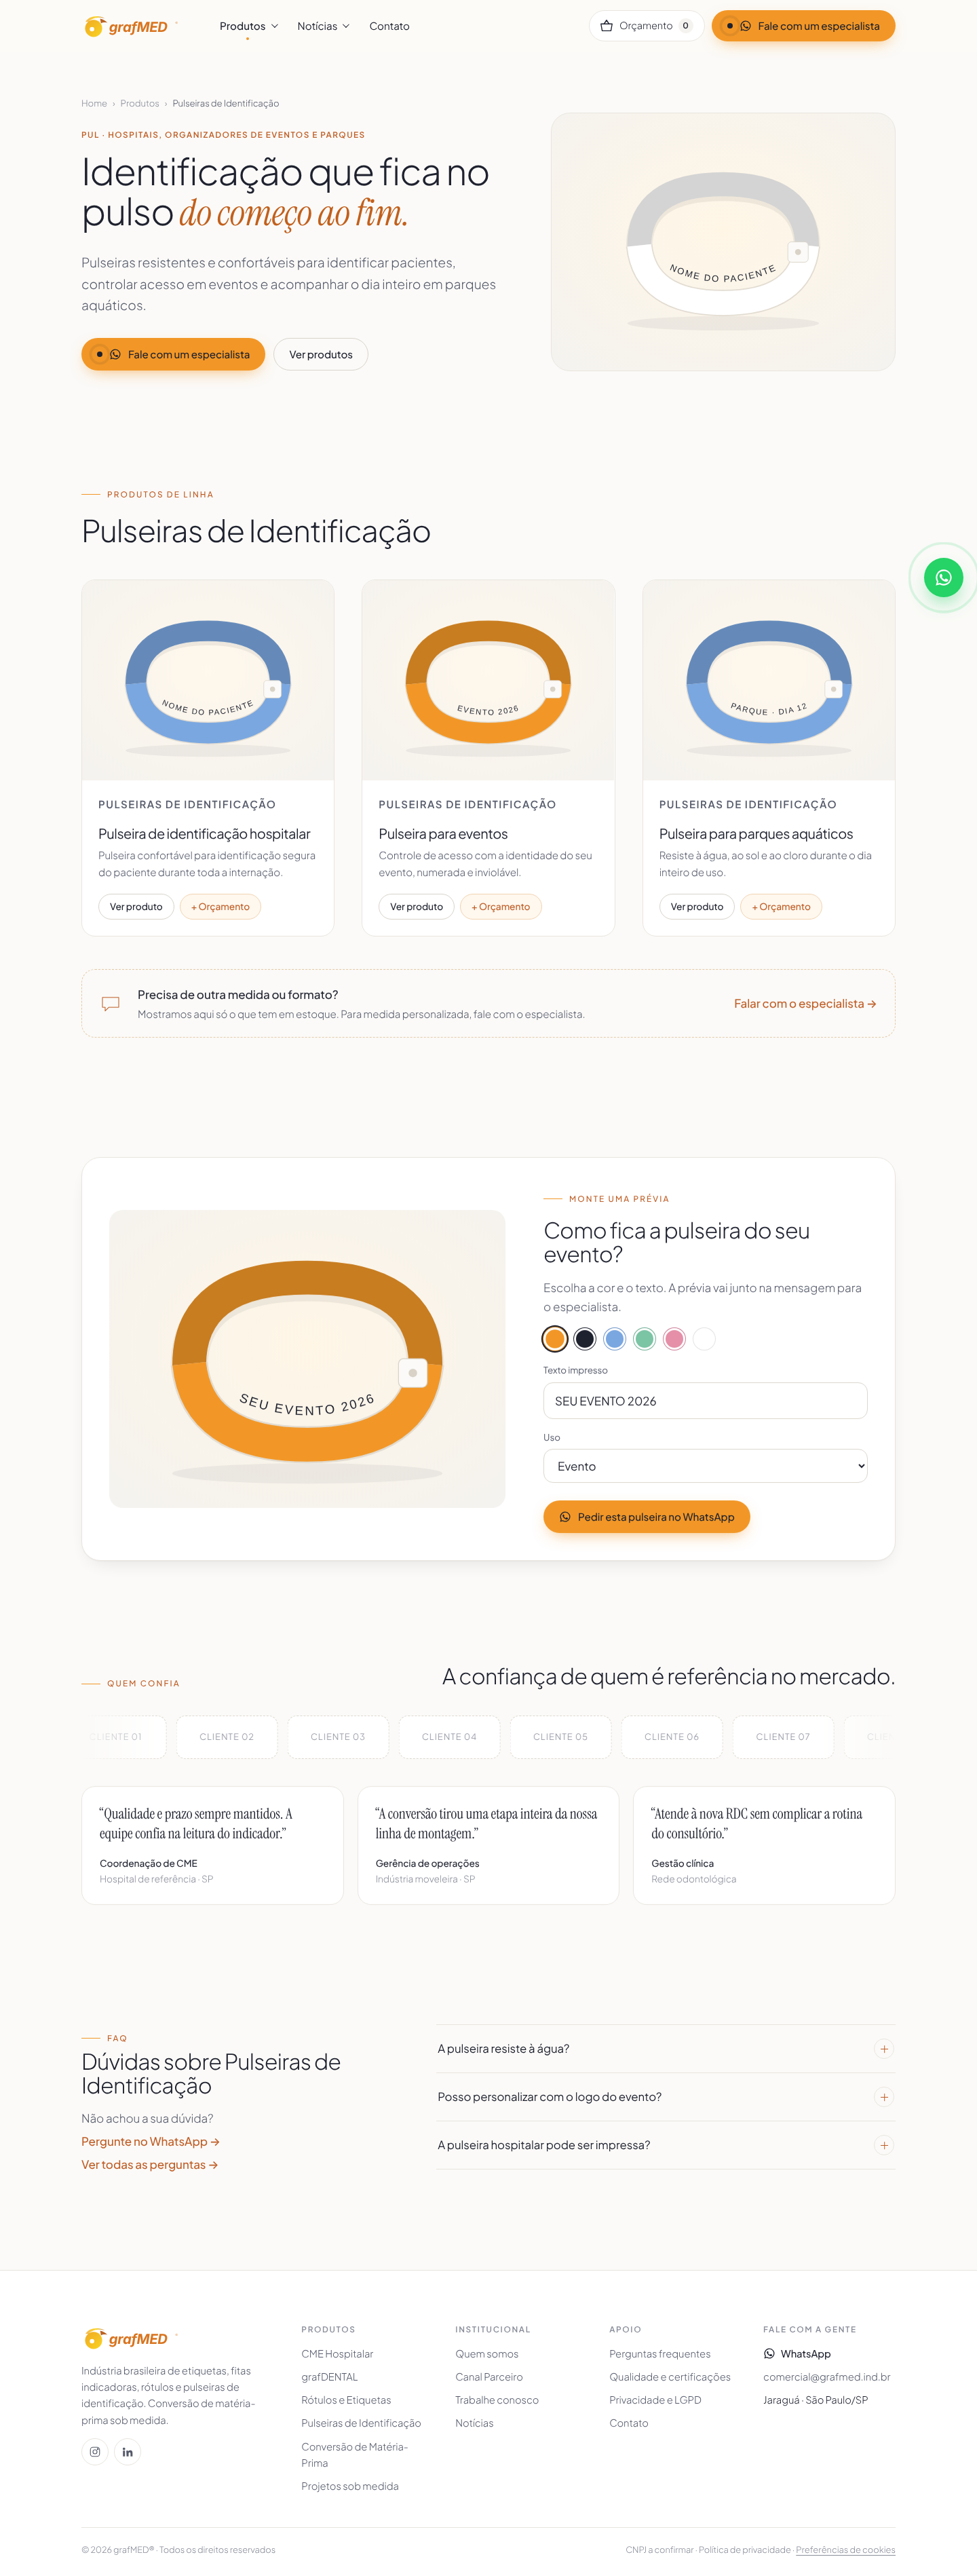 grafMED
Produtos
Notícias
Contato
Orçamento 0
Fale com um especialista
Home › Produtos › Pulseiras de Identificação
PUL · HOSPITAIS, ORGANIZADORES DE EVENTOS E PARQUES
Identificação que fica no
pulso do começo ao fim.
Pulseiras resistentes e confortáveis para identificar pacientes,
controlar acesso em eventos e acompanhar o dia inteiro em parques
aquáticos.
Fale com um especialista
Ver produtos
NOME DO PACIENTE
PRODUTOS DE LINHA
Pulseiras de Identificação
NOME DO PACIENTE
PULSEIRAS DE IDENTIFICAÇÃO
Pulseira de identificação hospitalar
Pulseira confortável para identificação segura
do paciente durante toda a internação.
Ver produto
+ Orçamento
EVENTO 2026
PULSEIRAS DE IDENTIFICAÇÃO
Pulseira para eventos
Controle de acesso com a identidade do seu
evento, numerada e inviolável.
Ver produto
+ Orçamento
PARQUE · DIA 12
PULSEIRAS DE IDENTIFICAÇÃO
Pulseira para parques aquáticos
Resiste à água, ao sol e ao cloro durante o dia
inteiro de uso.
Ver produto
+ Orçamento
Precisa de outra medida ou formato?
Mostramos aqui só o que tem em estoque. Para medida personalizada, fale com o especialista.
Falar com o especialista →
SEU EVENTO 2026
MONTE UMA PRÉVIA
Como fica a pulseira do seu
evento?
Escolha a cor e o texto. A prévia vai junto na mensagem para
o especialista.
Texto impresso
SEU EVENTO 2026
Uso
Evento
Pedir esta pulseira no WhatsApp
QUEM CONFIA
A confiança de quem é referência no mercado.
CLIENTE 01
CLIENTE 02
CLIENTE 03
CLIENTE 04
CLIENTE 05
CLIENTE 06
CLIENTE 07
“Qualidade e prazo sempre mantidos. A
equipe confia na leitura do indicador.”
Coordenação de CME
Hospital de referência · SP
“A conversão tirou uma etapa inteira da nossa
linha de montagem.”
Gerência de operações
Indústria moveleira · SP
“Atende à nova RDC sem complicar a rotina
do consultório.”
Gestão clínica
Rede odontológica
FAQ
Dúvidas sobre Pulseiras de
Identificação
Não achou a sua dúvida?
Pergunte no WhatsApp →
Ver todas as perguntas →
A pulseira resiste à água?
Posso personalizar com o logo do evento?
A pulseira hospitalar pode ser impressa?
grafMED
Indústria brasileira de etiquetas, fitas
indicadoras, rótulos e pulseiras de
identificação. Conversão de matéria-
prima sob medida.
PRODUTOS
CME Hospitalar
grafDENTAL
Rótulos e Etiquetas
Pulseiras de Identificação
Conversão de Matéria-
Prima
Projetos sob medida
INSTITUCIONAL
Quem somos
Canal Parceiro
Trabalhe conosco
Notícias
APOIO
Perguntas frequentes
Qualidade e certificações
Privacidade e LGPD
Contato
FALE COM A GENTE
WhatsApp
comercial@grafmed.ind.br
Jaraguá · São Paulo/SP
© 2026 grafMED® · Todos os direitos reservados
CNPJ a confirmar · Política de privacidade · Preferências de cookies